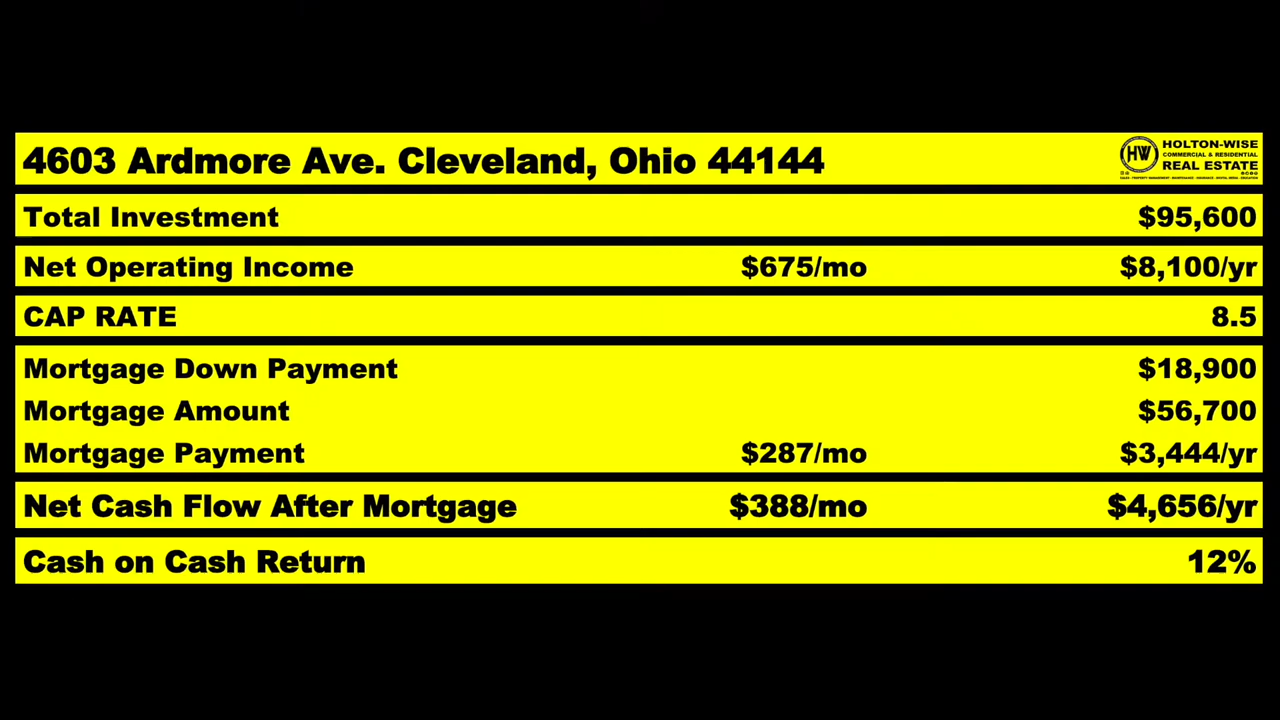 4603 Ardmore Ave. Cleveland, Ohio 44144
HW
HOLTON-WISE
COMMERCIAL & RESIDENTIAL
REAL ESTATE
Total Investment $95,600
Net Operating Income $675/mo $8,100/yr
CAP RATE 8.5
Mortgage Down Payment $18,900
Mortgage Amount $56,700
Mortgage Payment $287/mo $3,444/yr
Net Cash Flow After Mortgage $388/mo $4,656/yr
Cash on Cash Return 12%